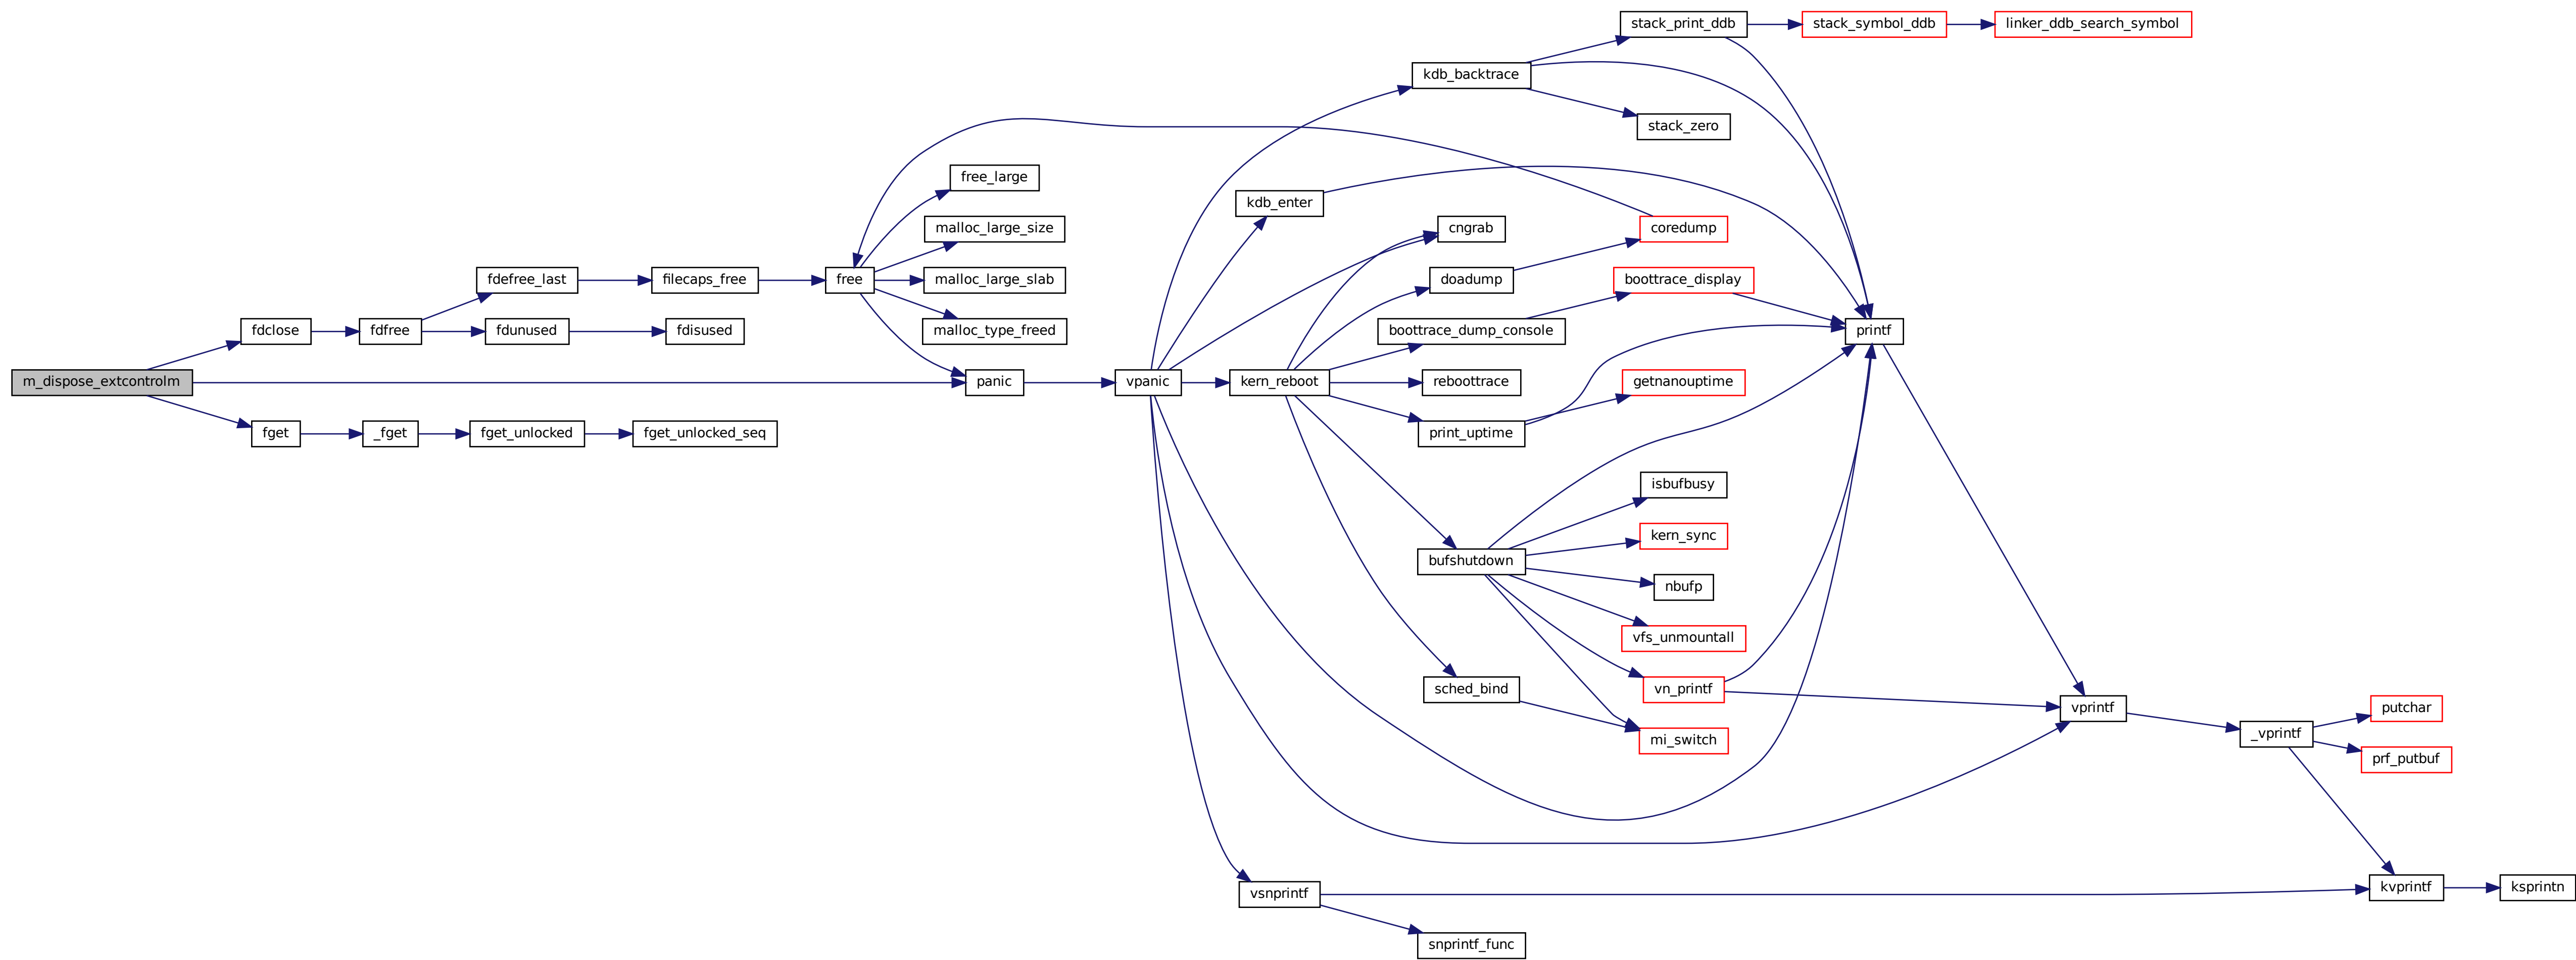 stack_print_ddb
stack_symbol_ddb
linker_ddb_search_symbol
kdb_backtrace
stack_zero
free_large
kdb_enter
malloc_large_size
cngrab
coredump
fdefree_last
filecaps_free
free
malloc_large_slab
doadump
boottrace_display
fdclose
fdfree
fdunused
fdisused
malloc_type_freed
boottrace_dump_console
printf
m_dispose_extcontrolm
panic
vpanic
kern_reboot
reboottrace
getnanouptime
fget
_fget
fget_unlocked
fget_unlocked_seq
print_uptime
isbufbusy
kern_sync
bufshutdown
nbufp
vfs_unmountall
sched_bind
vn_printf
vprintf
putchar
_vprintf
mi_switch
prf_putbuf
vsnprintf
kvprintf
ksprintn
snprintf_func